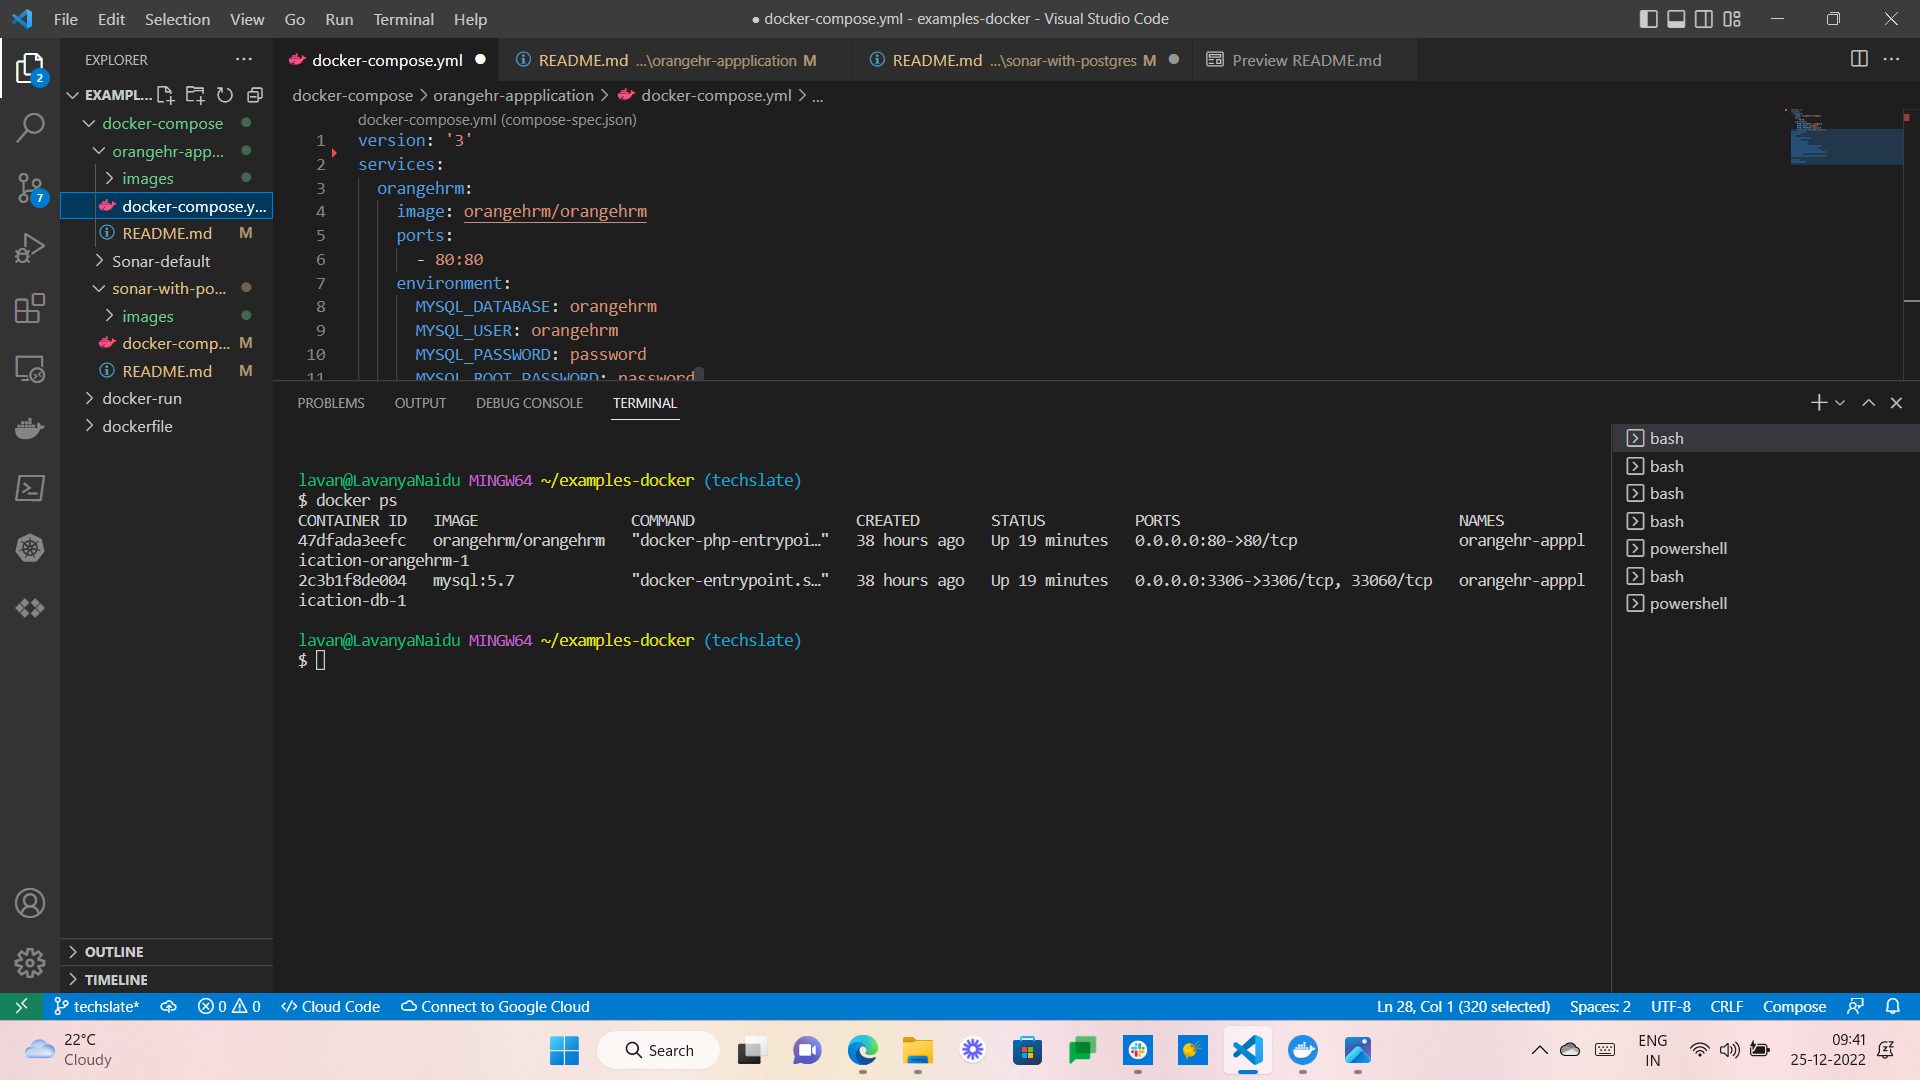 File Edit Selection View Go Run Terminal Help
● docker-compose.yml - examples-docker - Visual Studio Code
EXPLORER
docker-compose.yml
README.md ...\orangehr-appplication M
README.md ...\sonar-with-postgres M
Preview README.md
EXAMPL...
docker-compose > orangehr-appplication > docker-compose.yml > ...
docker-compose
orangehr-app...
images
docker-compose.y...
README.md M
Sonar-default
sonar-with-po...
images
docker-comp... M
README.md M
docker-run
dockerfile
OUTLINE
TIMELINE
2
7
docker-compose.yml (compose-spec.json)
1 version: '3'
2 services:
3 orangehrm:
4 image: orangehrm/orangehrm
5 ports:
6 - 80:80
7 environment:
8 MYSQL_DATABASE: orangehrm
9 MYSQL_USER: orangehrm
10 MYSQL_PASSWORD: password
11 MYSQL_ROOT_PASSWORD: password
PROBLEMS OUTPUT DEBUG CONSOLE TERMINAL
lavan@LavanyaNaidu MINGW64 ~/examples-docker (techslate)
$ docker ps
CONTAINER ID IMAGE COMMAND CREATED STATUS PORTS NAMES
47dfada3eefc orangehrm/orangehrm "docker-php-entrypoi…" 38 hours ago Up 19 minutes 0.0.0.0:80->80/tcp orangehr-apppl
ication-orangehrm-1
2c3b1f8de004 mysql:5.7 "docker-entrypoint.s…" 38 hours ago Up 19 minutes 0.0.0.0:3306->3306/tcp, 33060/tcp orangehr-apppl
ication-db-1
lavan@LavanyaNaidu MINGW64 ~/examples-docker (techslate)
$
bash
bash
bash
bash
powershell
bash
powershell
techslate* 0 0 Cloud Code Connect to Google Cloud
Ln 28, Col 1 (320 selected) Spaces: 2 UTF-8 CRLF Compose
22°C
Cloudy
Search
ENG
IN
09:41
25-12-2022